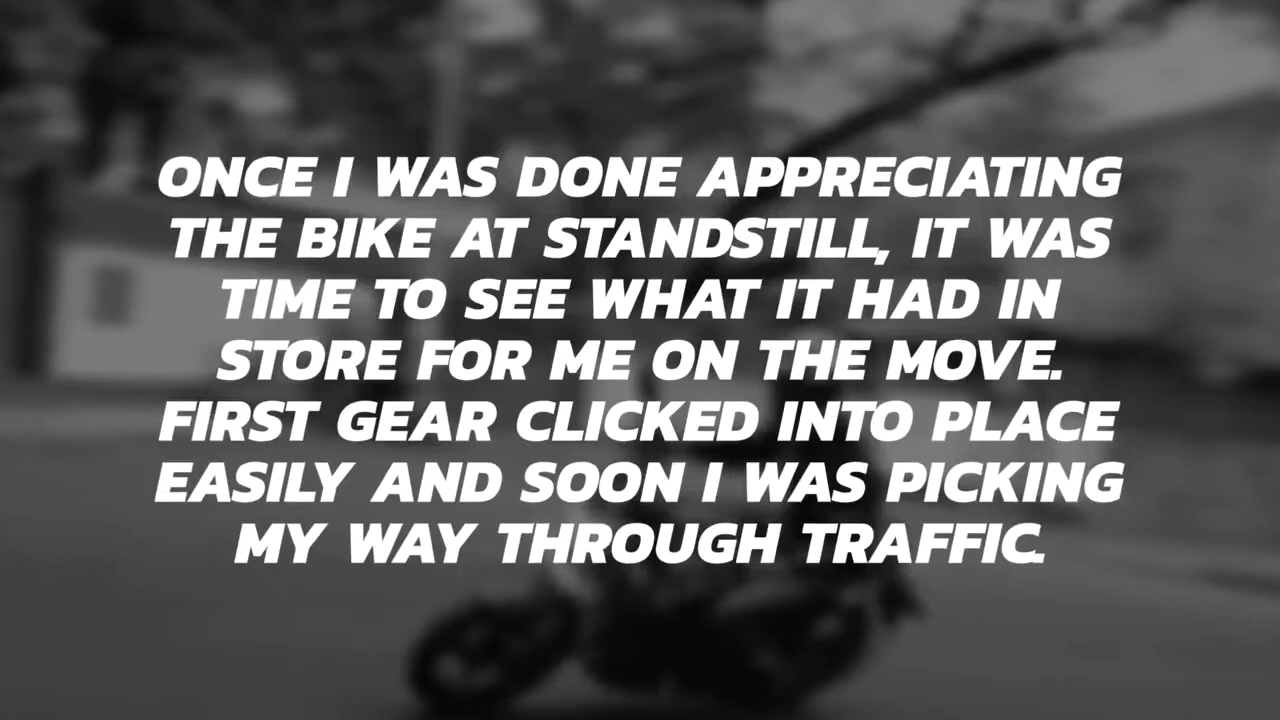 ONCE I WAS DONE APPRECIATING
THE BIKE AT STANDSTILL, IT WAS
TIME TO SEE WHAT IT HAD IN
STORE FOR ME ON THE MOVE.
FIRST GEAR CLICKED INTO PLACE
EASILY AND SOON I WAS PICKING
MY WAY THROUGH TRAFFIC.